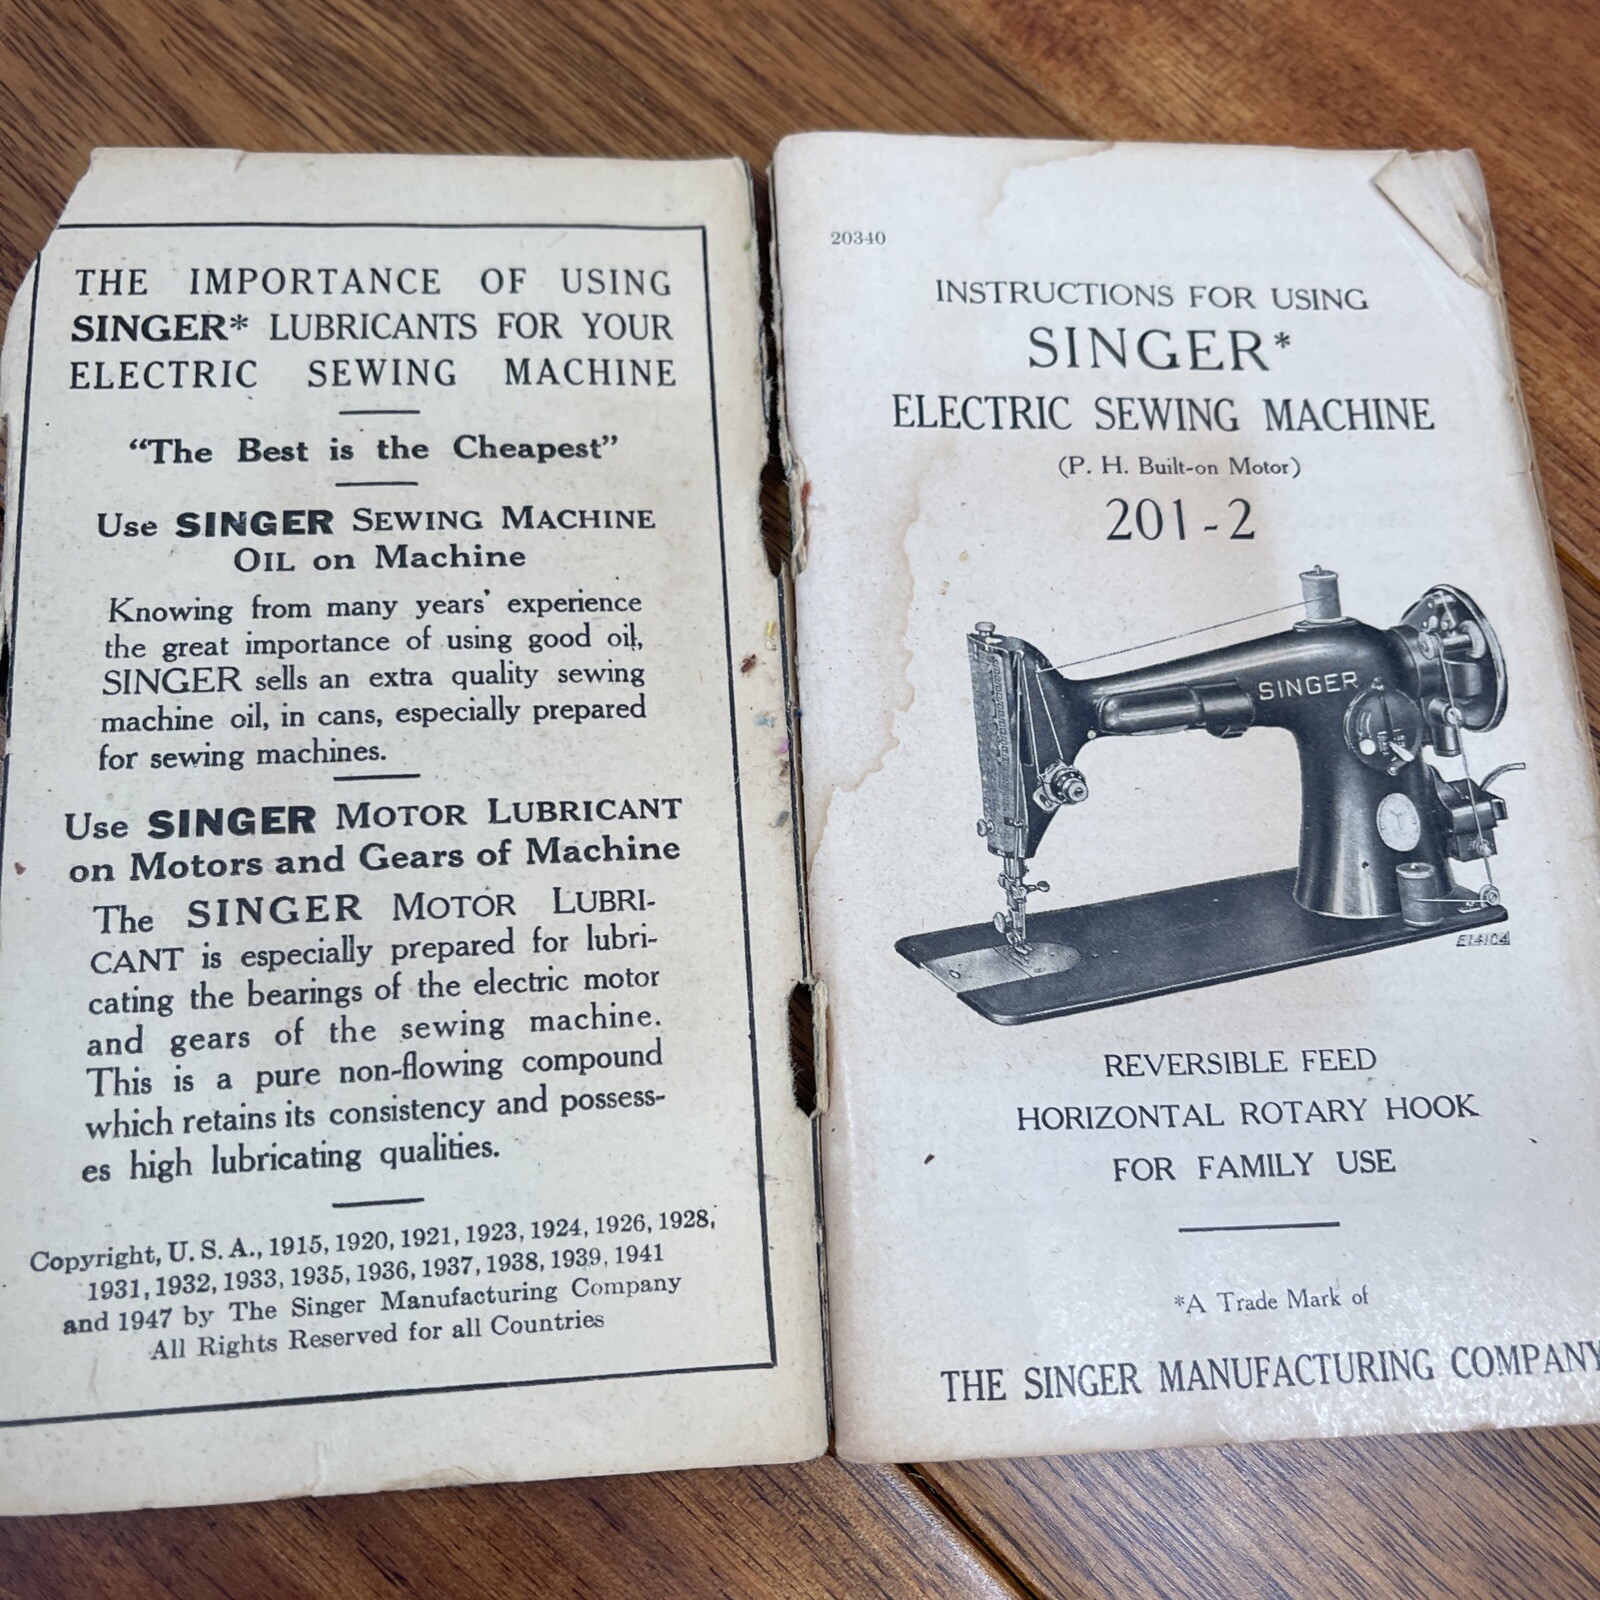 THE IMPORTANCE OF USING
SINGER* LUBRICANTS FOR YOUR
ELECTRIC SEWING MACHINE
“The Best is the Cheapest”
Use SINGER SEWING MACHINE
OIL on Machine
Knowing from many years’ experience
the great importance of using good oil,
SINGER sells an extra quality sewing
machine oil, in cans, especially prepared
for sewing machines.
Use SINGER MOTOR LUBRICANT
on Motors and Gears of Machine
The SINGER MOTOR LUBRI-
CANT is especially prepared for lubri-
cating the bearings of the electric motor
and gears of the sewing machine.
This is a pure non-flowing compound
which retains its consistency and possess-
es high lubricating qualities.
Copyright, U. S. A., 1915, 1920, 1921, 1923, 1924, 1926, 1928,
1931, 1932, 1933, 1935, 1936, 1937, 1938, 1939, 1941
and 1947 by The Singer Manufacturing Company
All Rights Reserved for all Countries
20340
INSTRUCTIONS FOR USING
SINGER*
ELECTRIC SEWING MACHINE
(P. H. Built-on Motor)
201-2
SINGER
E14104
REVERSIBLE FEED
HORIZONTAL ROTARY HOOK
FOR FAMILY USE
*A Trade Mark of
THE SINGER MANUFACTURING COMPANY